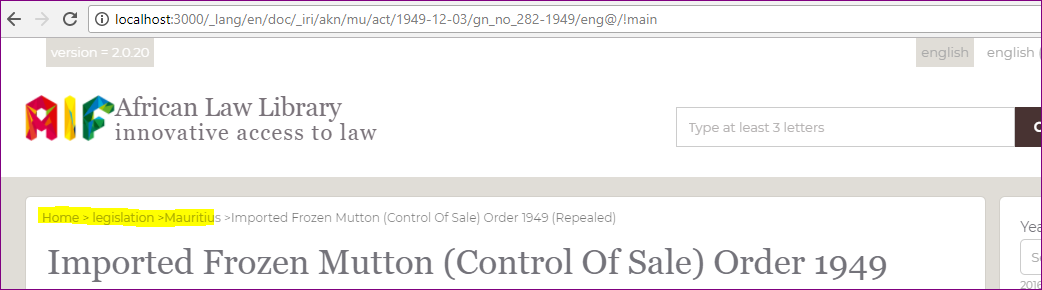 localhost:3000/_lang/en/doc/_iri/akn/mu/act/1949-12-03/gn_no_282-1949/eng@/!main
version = 2.0.20
english
english (
AIF
African Law Library
innovative access to law
Type at least 3 letters
Home > legislation >Mauritius >Imported Frozen Mutton (Control Of Sale) Order 1949 (Repealed)
Imported Frozen Mutton (Control Of Sale) Order 1949
Yea
Se
2016